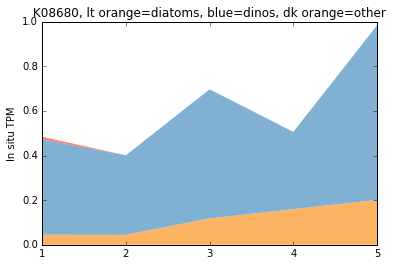 K08680, lt orange=diatoms, blue=dinos, dk orange=other
In situ TPM
1.0
0.8
0.6
0.4
0.2
0.0
1 2 3 4 5